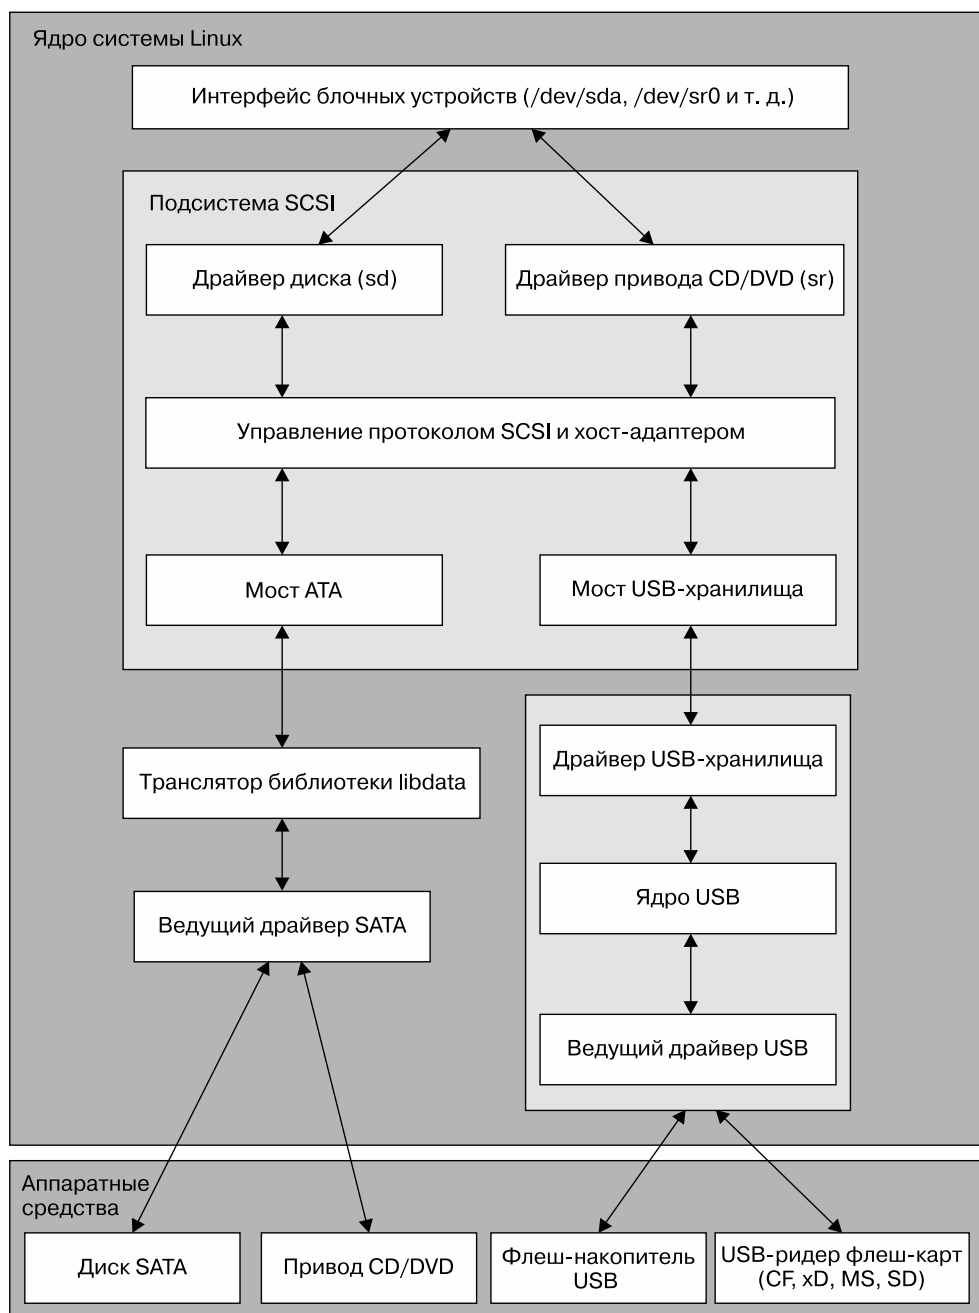 Ядро системы Linux
Интерфейс блочных устройств (/dev/sda, /dev/sr0 и т. д.)
Подсистема SCSI
Драйвер диска (sd)
Драйвер привода CD/DVD (sr)
Управление протоколом SCSI и хост-адаптером
Мост ATA
Мост USB-хранилища
Драйвер USB-хранилища
Транслятор библиотеки libdata
Ядро USB
Ведущий драйвер SATA
Ведущий драйвер USB
Аппаратные
средства
Диск SATA
Привод CD/DVD
Флеш-накопитель
USB
USB-ридер флеш-карт
(CF, xD, MS, SD)